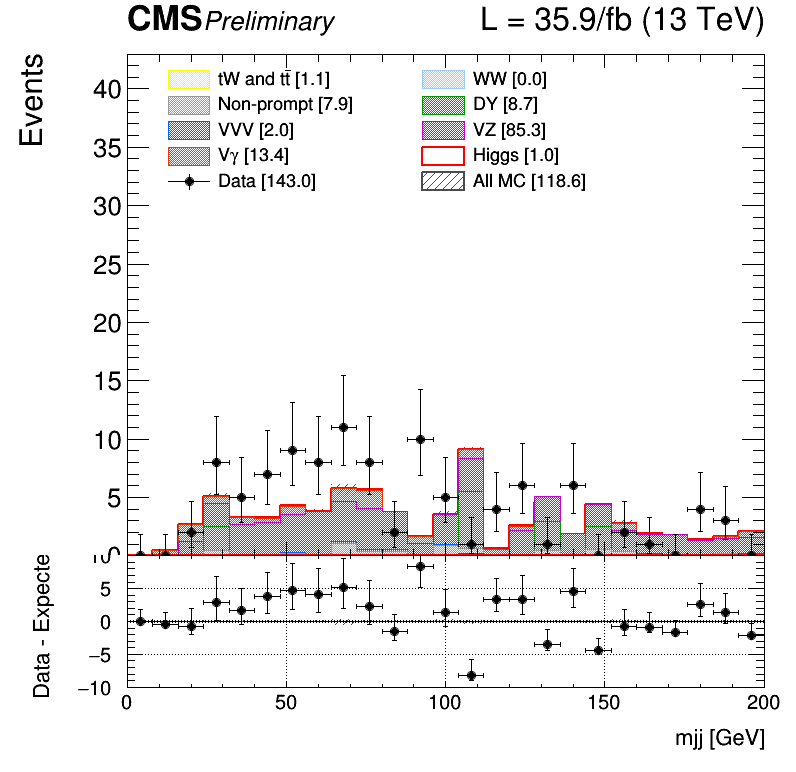 CMS Preliminary L = 35.9/fb (13 TeV)
Events
tW and tt̄ [1.1] WW [0.0]
Non-prompt [7.9] DY [8.7]
VVV [2.0] VZ [85.3]
Vγ [13.4] Higgs [1.0]
Data [143.0] All MC [118.6]
40
35
30
25
20
15
10
5
Data - Expecte
5
0
−5
−10
0 50 100 150 200
mjj [GeV]